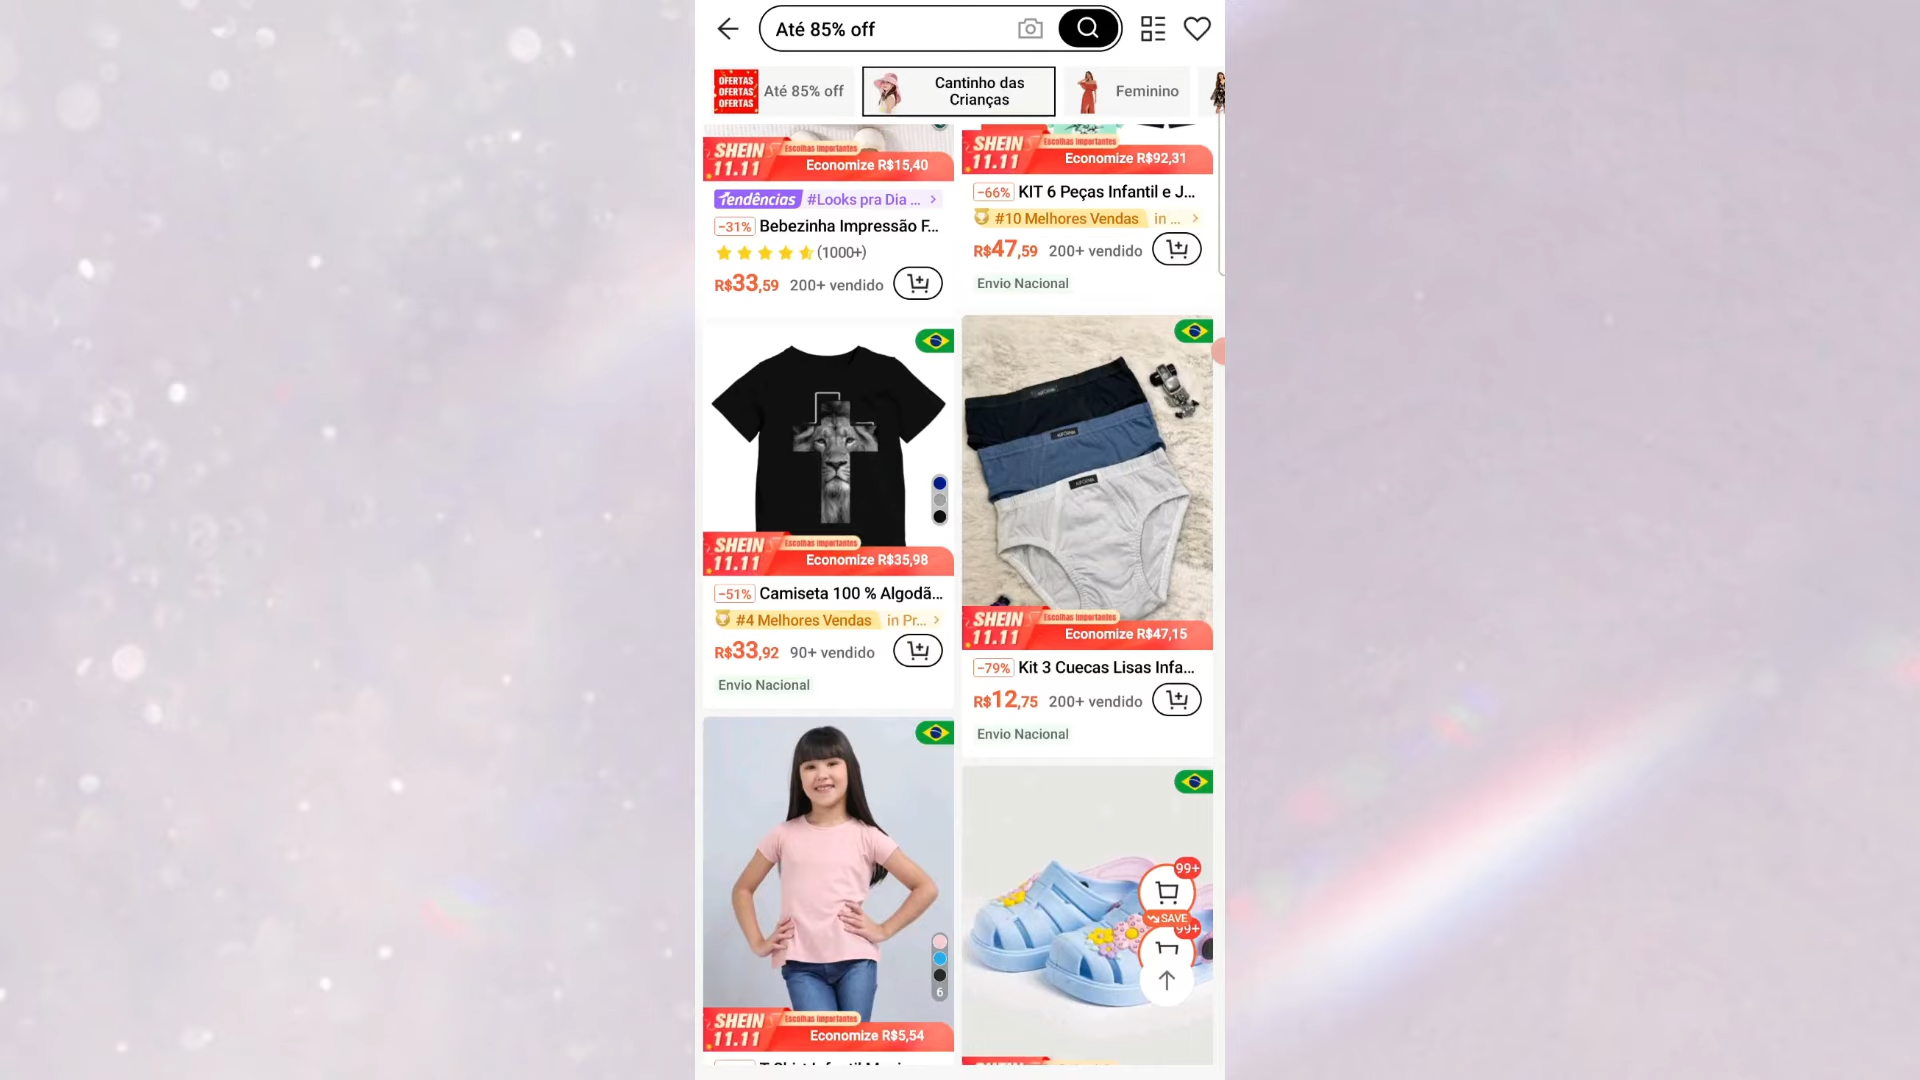 Até 85% off
OFERTAS
OFERTAS
OFERTAS
Até 85% off
Cantinho das
Crianças
Feminino
SHEIN
11.11
Escolhas Importantes
Economize R$15,40
Tendências #Looks pra Dia ...
-31% Bebezinha Impressão F...
(1000+)
R$33,59 200+ vendido
SHEIN
11.11
Escolhas Importantes
Economize R$92,31
-66% KIT 6 Peças Infantil e J...
#10 Melhores Vendas in ...
R$47,59 200+ vendido
Envio Nacional
SHEIN
11.11
Escolhas Importantes
Economize R$35,98
-51% Camiseta 100 % Algodã...
#4 Melhores Vendas in Pr...
R$33,92 90+ vendido
Envio Nacional
SHEIN
11.11
Escolhas Importantes
Economize R$47,15
-79% Kit 3 Cuecas Lisas Infa...
R$12,75 200+ vendido
Envio Nacional
6
SHEIN
11.11
Escolhas Importantes
Economize R$5,54
99+
SAVE
99+